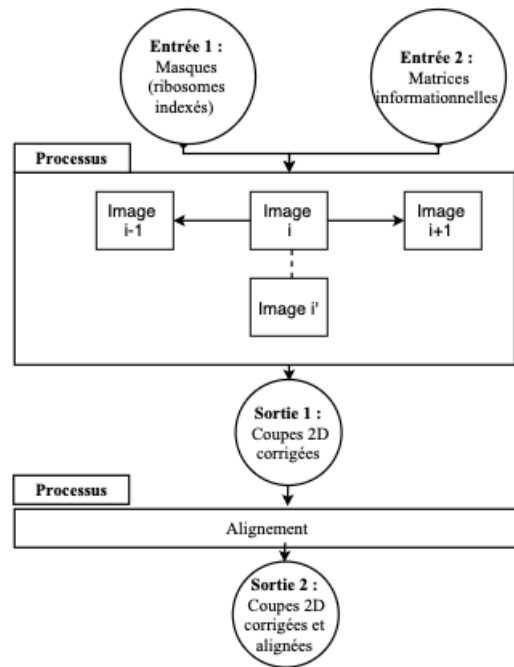 Entrée 1 :
Masques
(ribosomes
indexés)
Entrée 2 :
Matrices
informationnelles
Processus
Image
i-1
Image
i
Image
i+1
Image i'
Sortie 1 :
Coupes 2D
corrigées
Processus
Alignement
Sortie 2 :
Coupes 2D
corrigées et
alignées